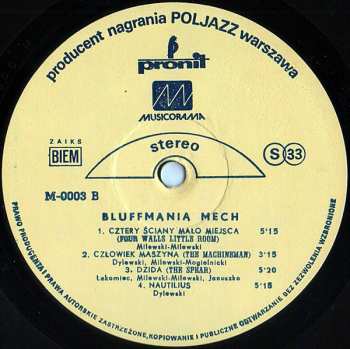 producent nagrania POLJAZZ warszawa
pronit
MUSICORAMA
stereo
ZAIKS
BIEM
S 33
M-0003 B
BLUFFMANIA MECH
1. CZTERY ŚCIANY MAŁO MIEJSCA 5'15
(FOUR WALLS LITTLE ROOM)
Milewski-Milewski
2. CZŁOWIEK MASZYNA (THE MACHINEMAN) 3'15
Dylewski, Milewski-Mogielnicki
3. DZIDA (THE SPEAR) 5'20
Łakomiec, Milewski-Milewski, Januszko
4. NAUTILIUS 5'15
Dylewski
PRAWO PRODUCENTA I PRAWA AUTORSKIE ZASTRZEŻONE, KOPIOWANIE I PUBLICZNE ODTWARZANIE BEZ ZEZWOLENIA WZBRONIONE